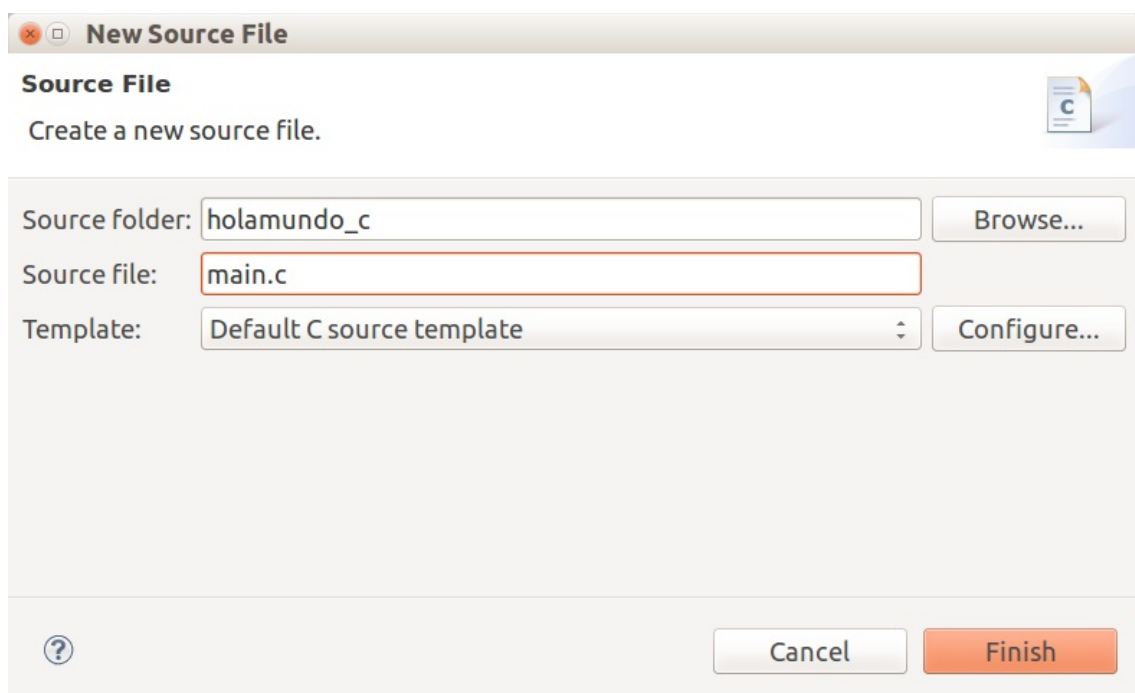 New Source File
Source File
Create a new source file.
C
Source folder: holamundo_c Browse...
Source file: main.c
Template: Default C source template Configure...
?
Cancel Finish